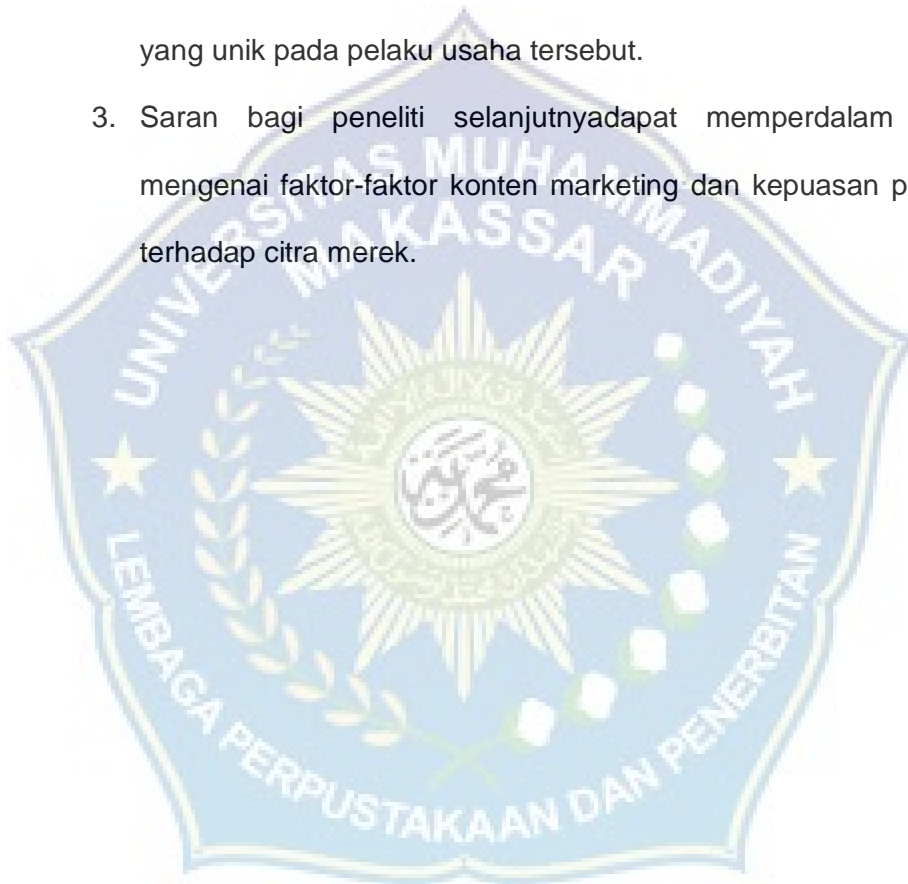 yang unik pada pelaku usaha tersebut.
3. Saran bagi peneliti selanjutnyadapat memperdalam
mengenai faktor-faktor konten marketing dan kepuasan p
terhadap citra merek.
UNIVERSITAS MUHAMMADIYAH
MAKASSAR
LEMBAGA PERPUSTAKAAN DAN PENERBITAN